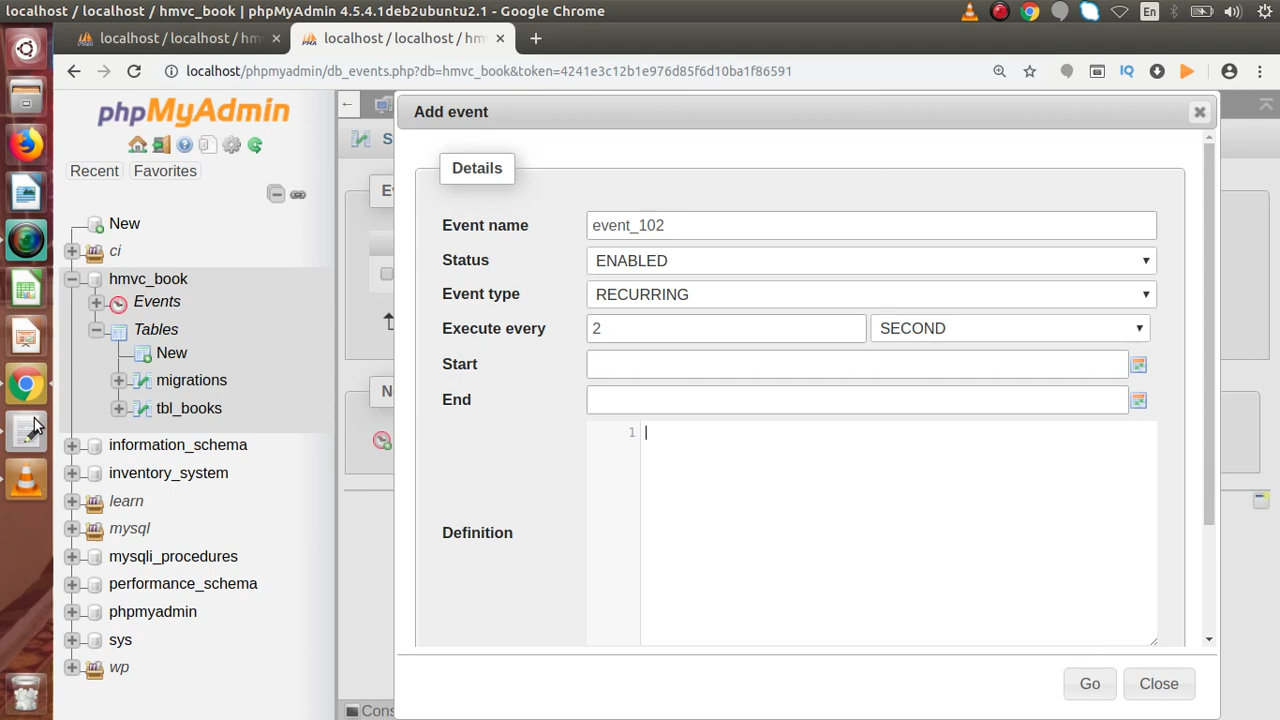 localhost / localhost / hmvc_book | phpMyAdmin 4.5.4.1deb2ubuntu2.1 - Google Chrome
En
localhost / localhost / hm
localhost / localhost / hm
localhost/phpmyadmin/db_events.php?db=hmvc_book&token=4241e3c12b1e976d85f6d10ba1f86591
IQ
phpMyAdmin
Recent
Favorites
New
ci
hmvc_book
Events
Tables
New
migrations
tbl_books
information_schema
inventory_system
learn
mysql
mysqli_procedures
performance_schema
phpmyadmin
sys
wp
S
Ev
N
Cons
Add event
Details
Event name
event_102
Status
ENABLED
Event type
RECURRING
Execute every
2
SECOND
Start
End
Definition
1
Go
Close